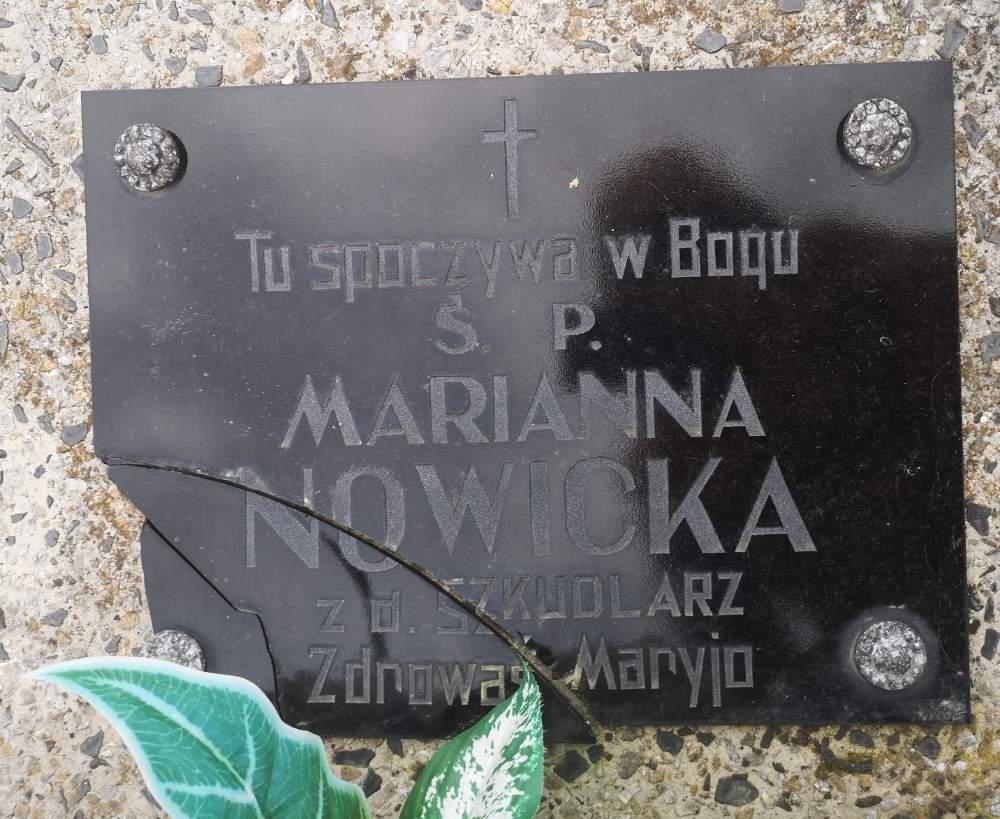 Tu spoczywa w Bogu
Ś. P.
MARIANNA
NOWICKA
z d. SZKUDLARZ
Zdrowaś Maryjo